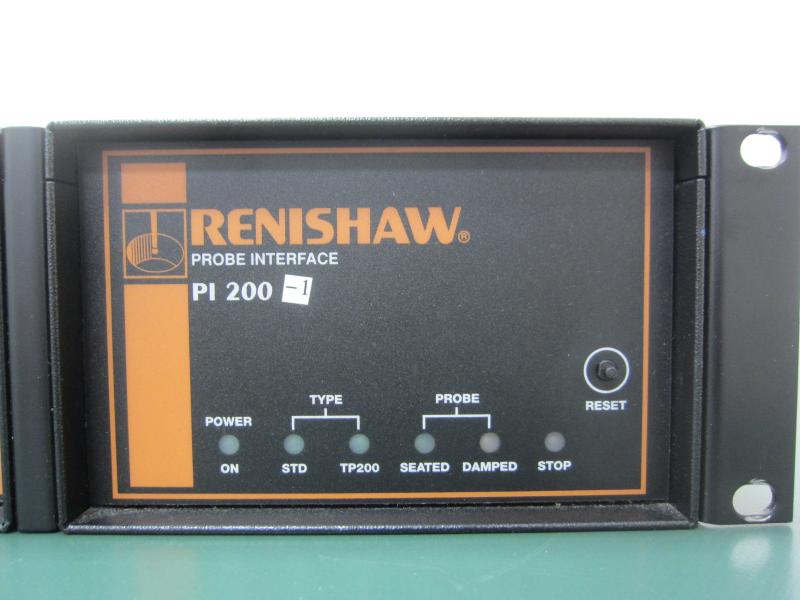 RENISHAW®
PROBE INTERFACE
PI 200 -1
TYPE
PROBE
RESET
POWER
ON
STD
TP200
SEATED
DAMPED
STOP